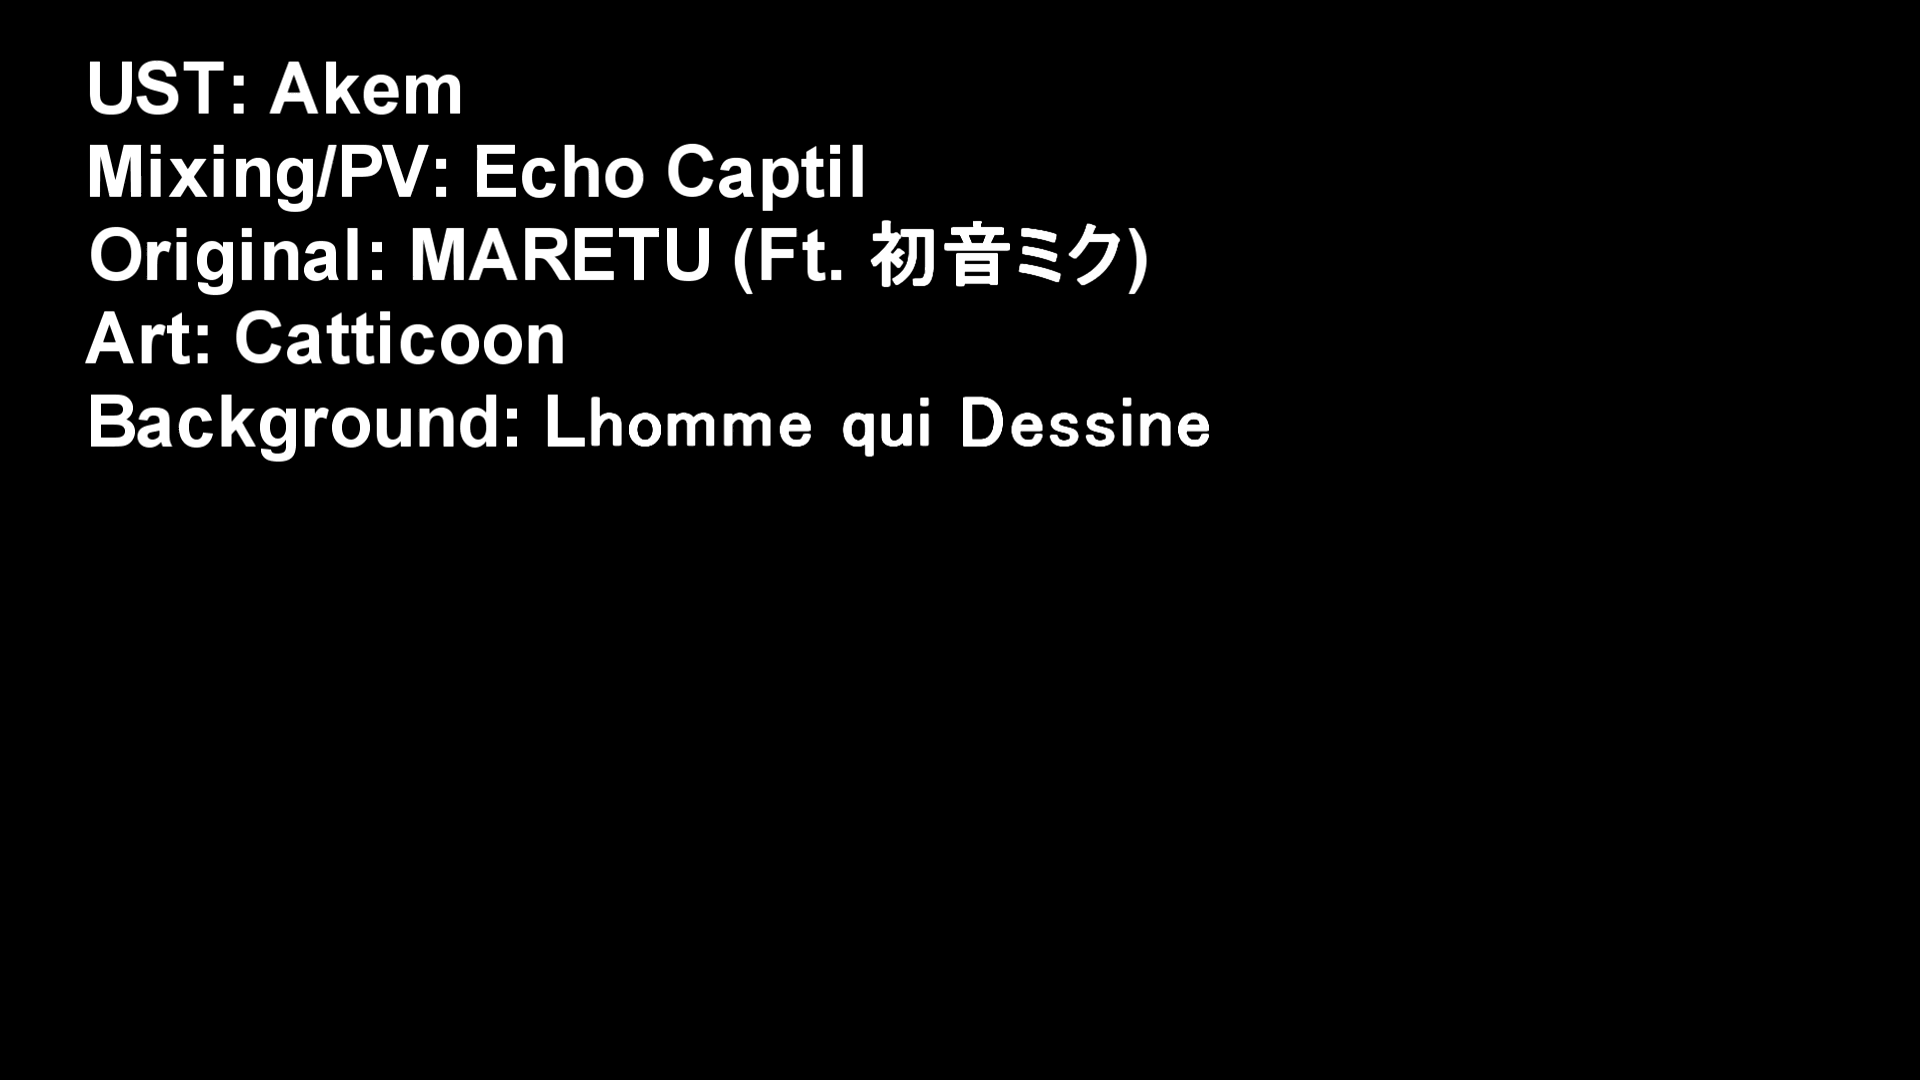 UST: Akem
Mixing/PV: Echo Captil
Original: MARETU (Ft. 初音ミク)
Art: Catticoon
Background: Lhomme qui Dessine